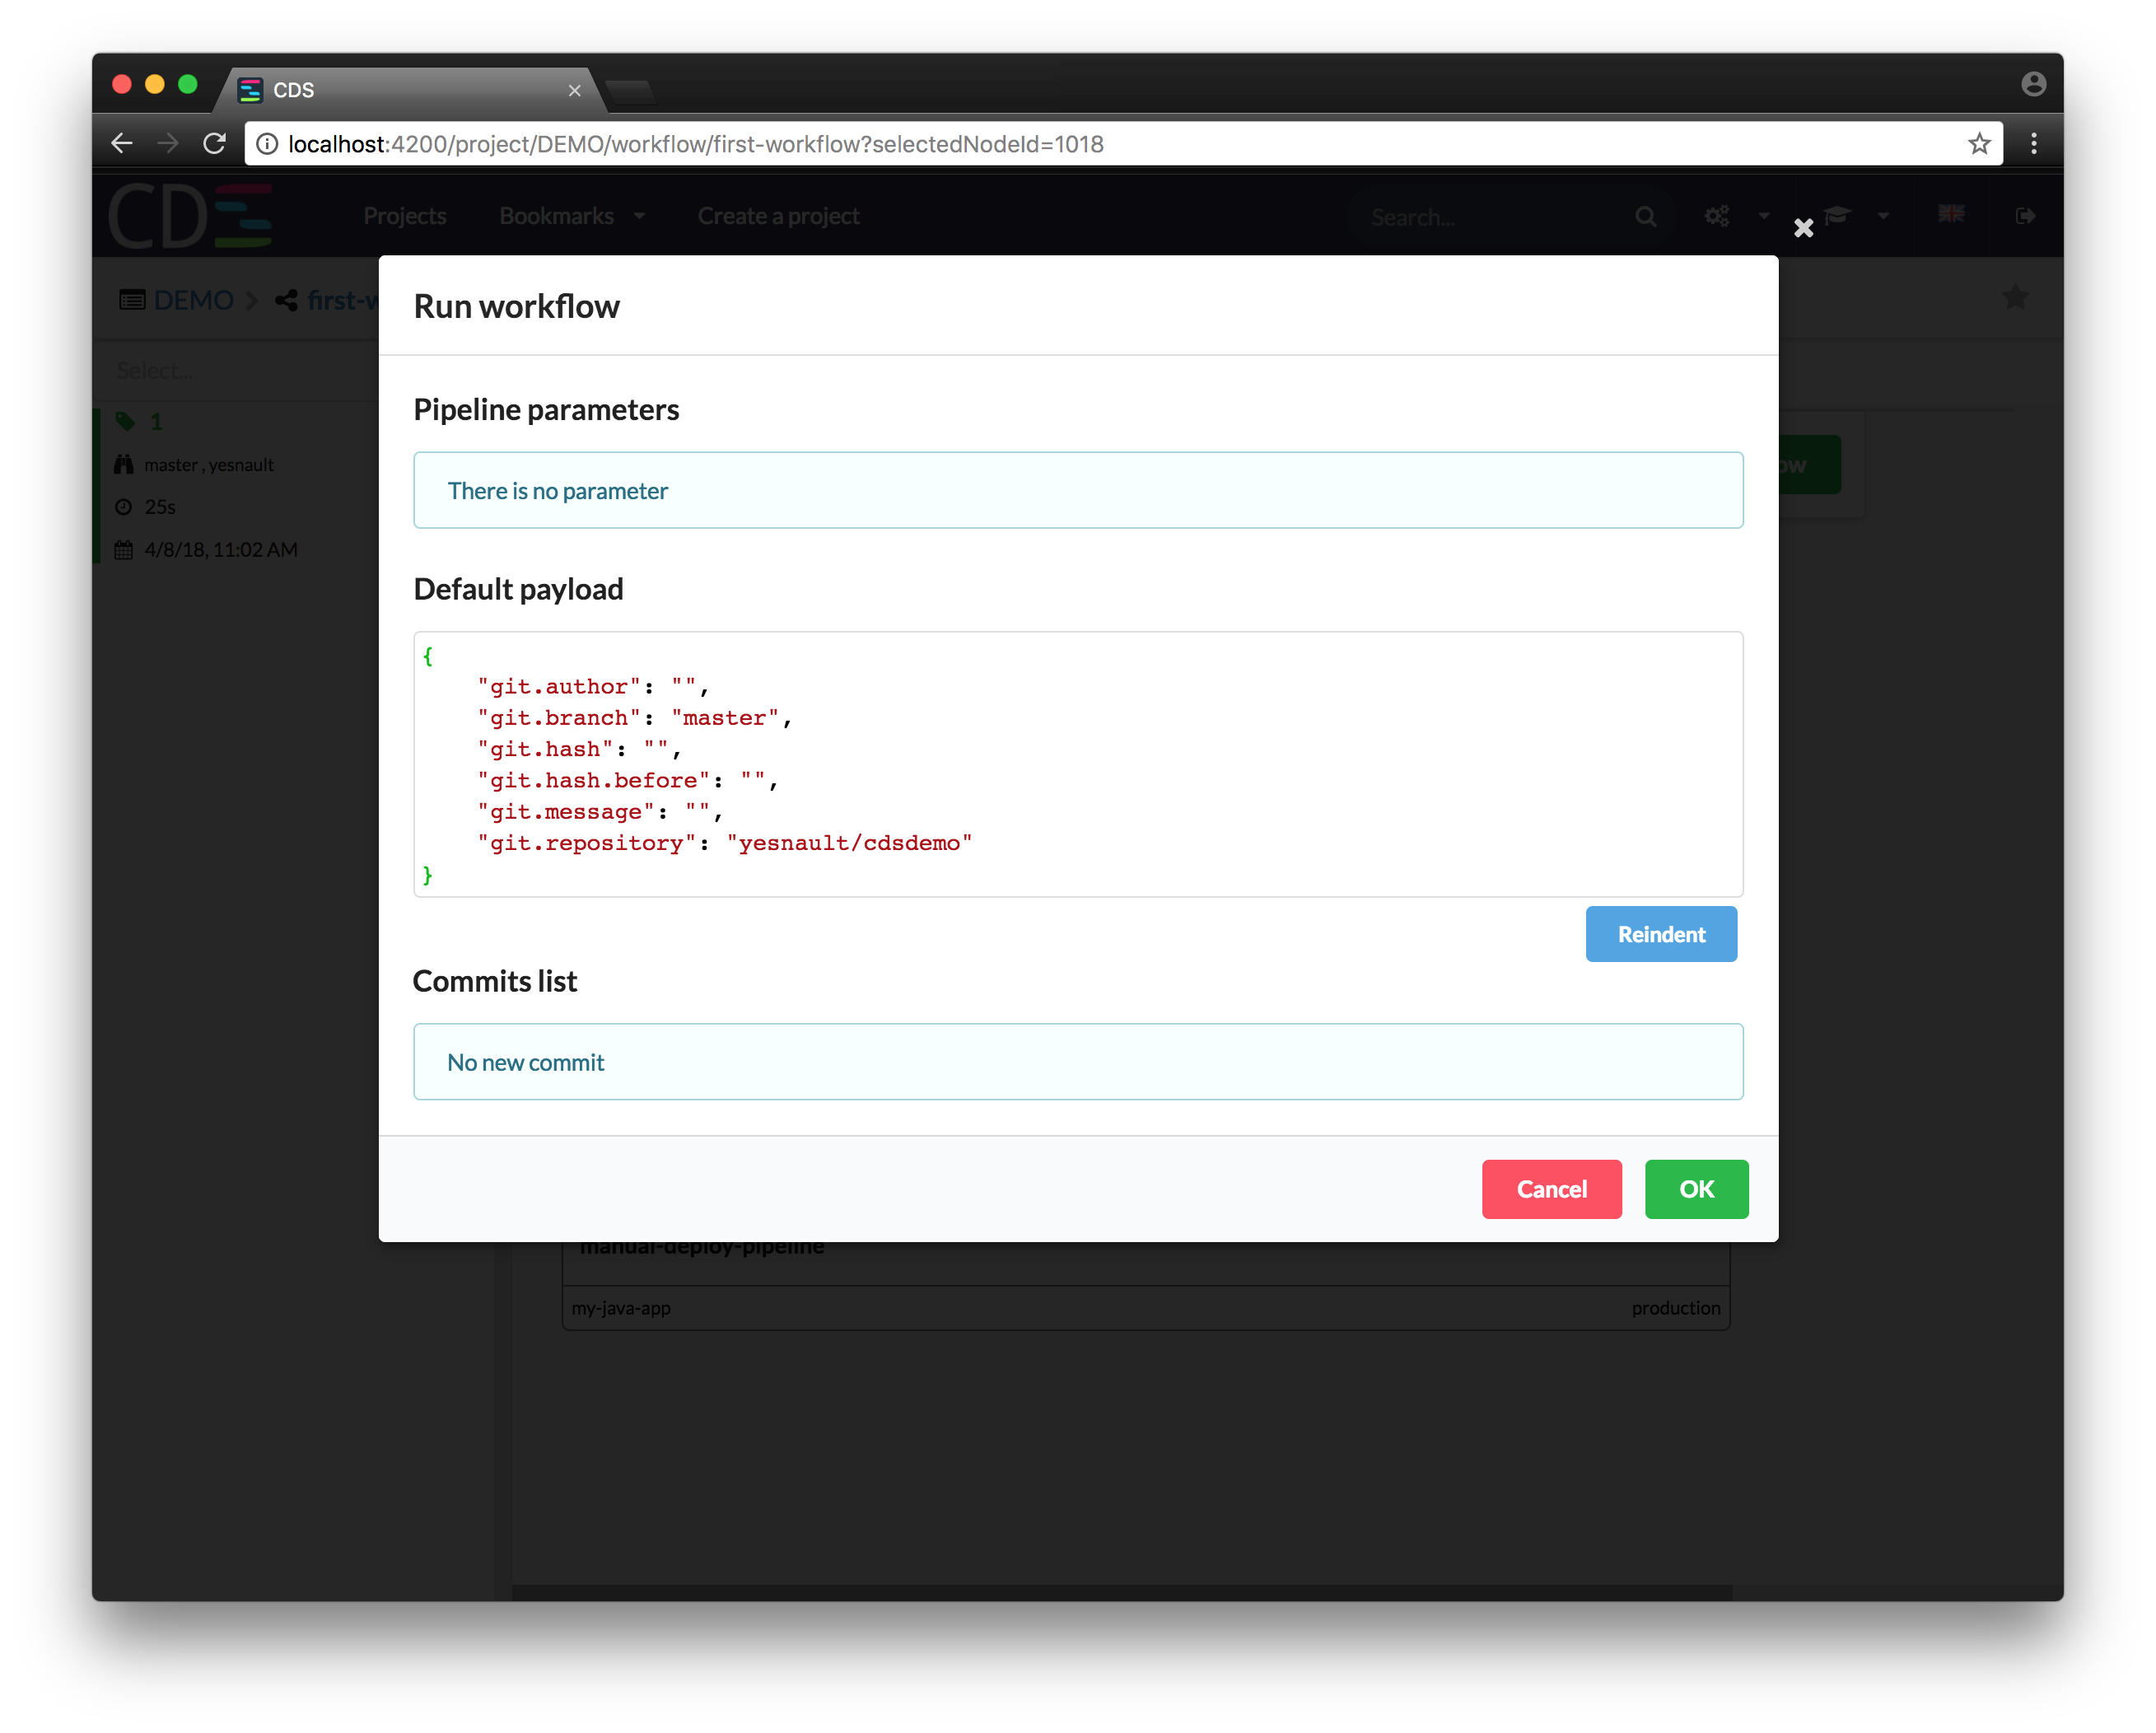 CDS
localhost:4200/project/DEMO/workflow/first-workflow?selectedNodeId=1018
CD
Projects Bookmarks Create a project Search...
DEMO first-w
Select...
1
master , yesnault
25s
4/8/18, 11:02 AM
ow
Run workflow
Pipeline parameters
There is no parameter
Default payload
{
"git.author": "",
"git.branch": "master",
"git.hash": "",
"git.hash.before": "",
"git.message": "",
"git.repository": "yesnault/cdsdemo"
}
Reindent
Commits list
No new commit
Cancel OK
manual-deploy-pipeline
my-java-app production